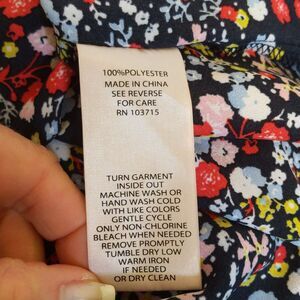 100%POLYESTER
MADE IN CHINA
SEE REVERSE
FOR CARE
RN 103715
TURN GARMENT
INSIDE OUT
MACHINE WASH OR
HAND WASH COLD
WITH LIKE COLORS
GENTLE CYCLE
ONLY NON-CHLORINE
BLEACH WHEN NEEDED
REMOVE PROMPTLY
TUMBLE DRY LOW
WARM IRON
IF NEEDED
OR DRY CLEAN